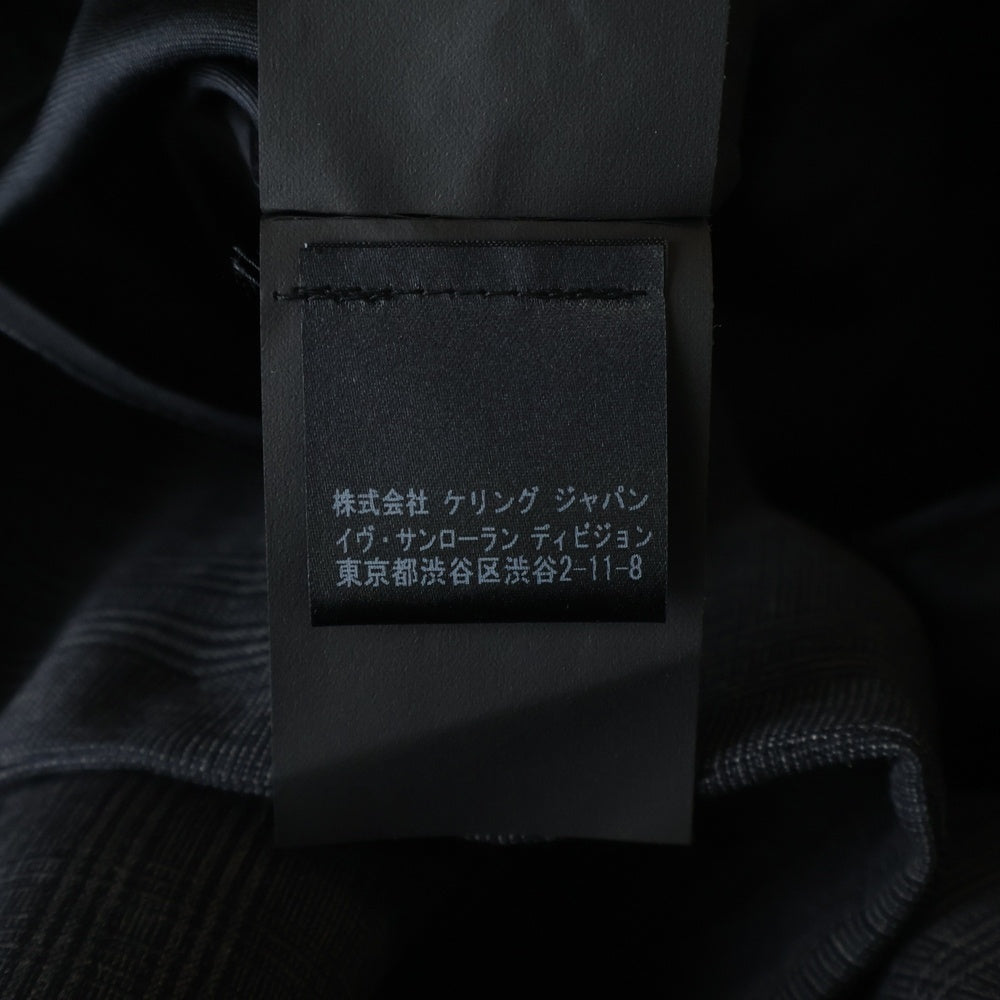 株式会社 ケリング ジャパン
イヴ・サンローラン ディビジョン
東京都渋谷区渋谷2-11-8